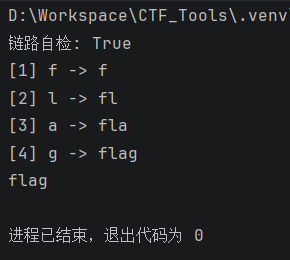 D:\Workspace\CTF_Tools\.venv
链路自检: True
[1] f -> f
[2] l -> fl
[3] a -> fla
[4] g -> flag
flag
进程已结束，退出代码为 0